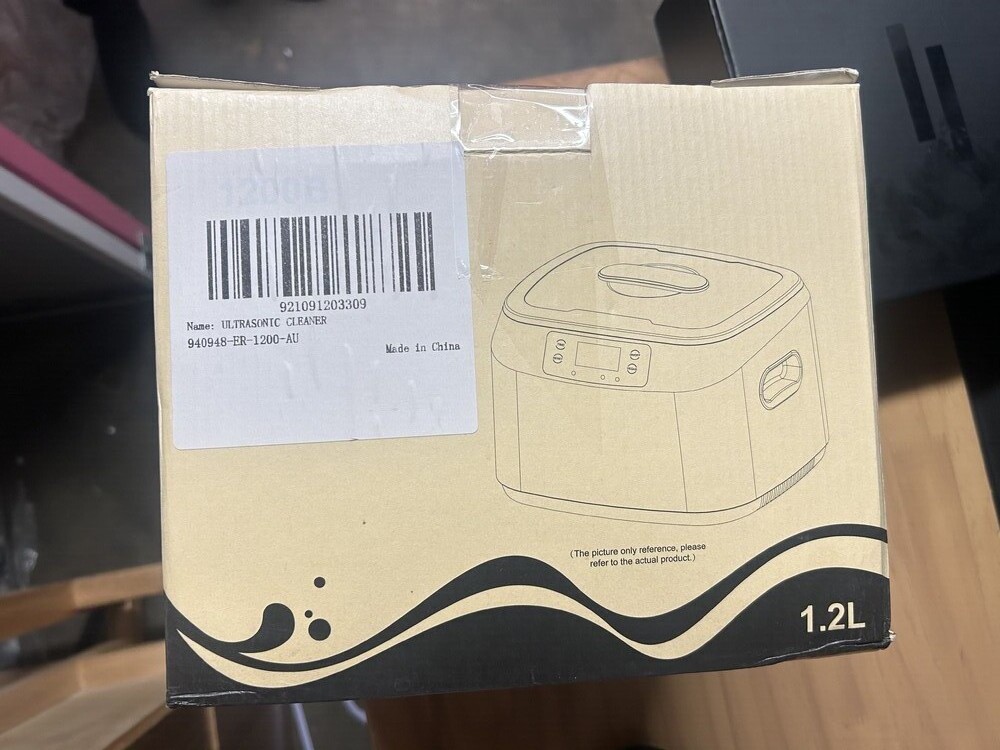 921091203309
Name: ULTRASONIC CLEANER
940948-ER-1200-AU
Made in China
(The picture only reference, please
refer to the actual product.)
1.2L